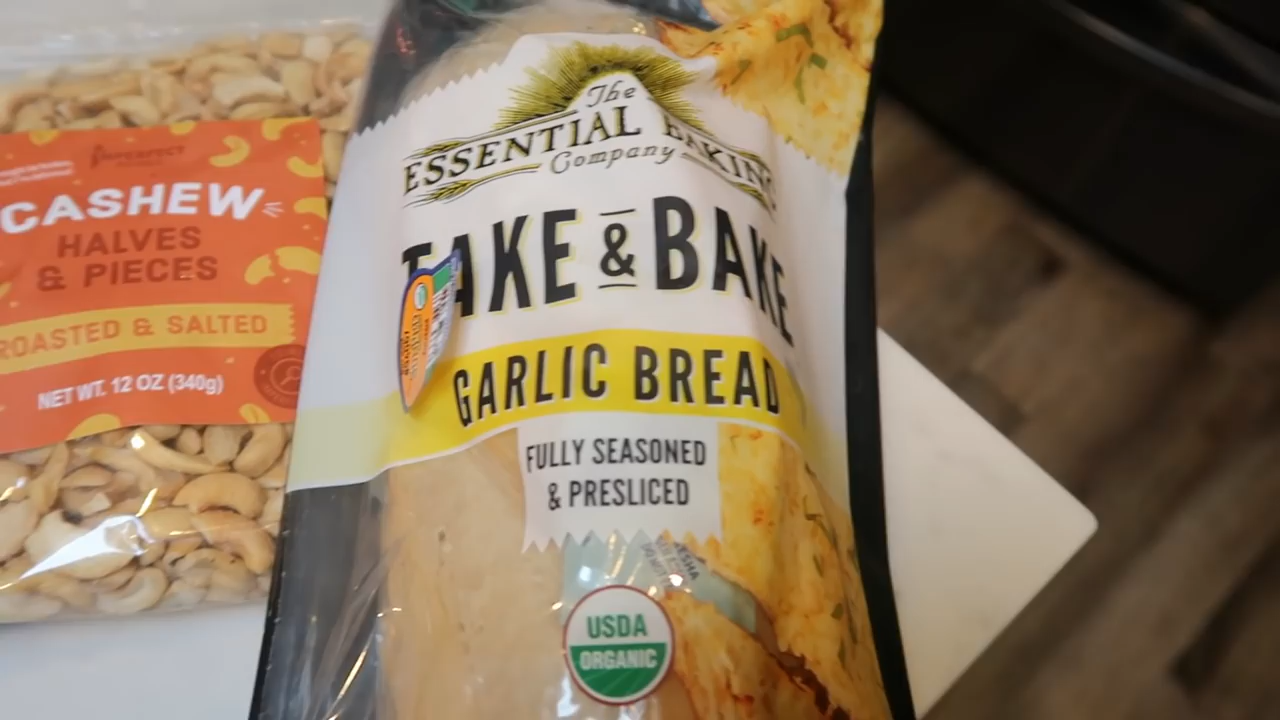 IMPERFECT
CASHEW
HALVES
& PIECES
ROASTED & SALTED
NET WT. 12 OZ (340g)
The
ESSENTIAL BAKING
Company
TAKE & BAKE
GARLIC BREAD
FULLY SEASONED
& PRESLICED
USDA
ORGANIC